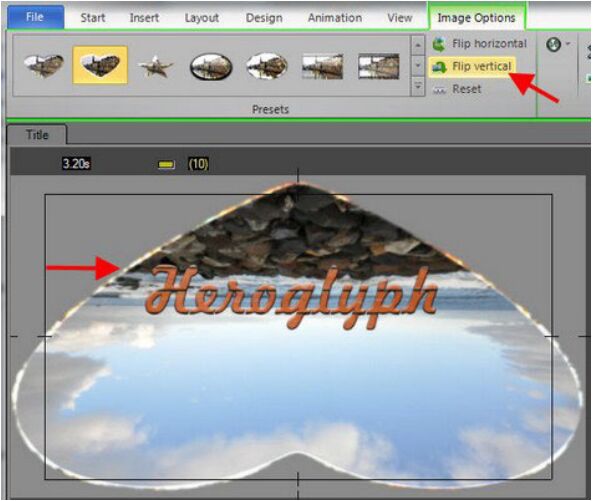 File Start Insert Layout Design Animation View Image Options
Flip horizontal
Flip vertical
Reset
Presets
Title
3.20s (10)
Heroglyph